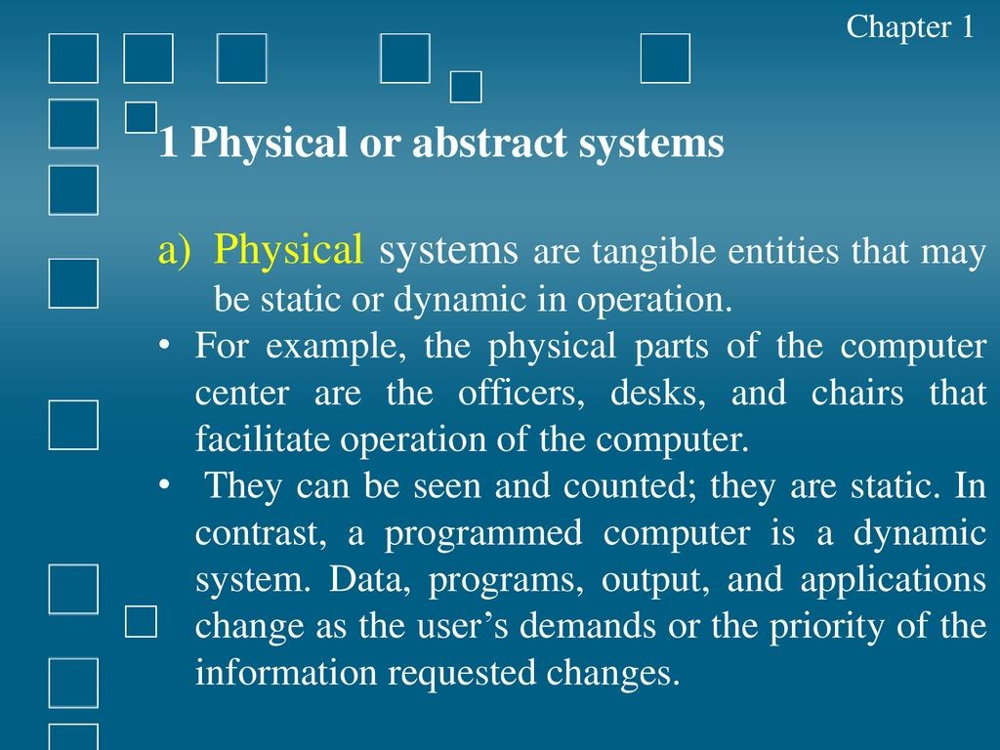 Chapter 1
1 Physical or abstract systems
a) Physical systems are tangible entities that may
be static or dynamic in operation.
• For example, the physical parts of the computer
center are the officers, desks, and chairs that
facilitate operation of the computer.
• They can be seen and counted; they are static. In
contrast, a programmed computer is a dynamic
system. Data, programs, output, and applications
change as the user’s demands or the priority of the
information requested changes.